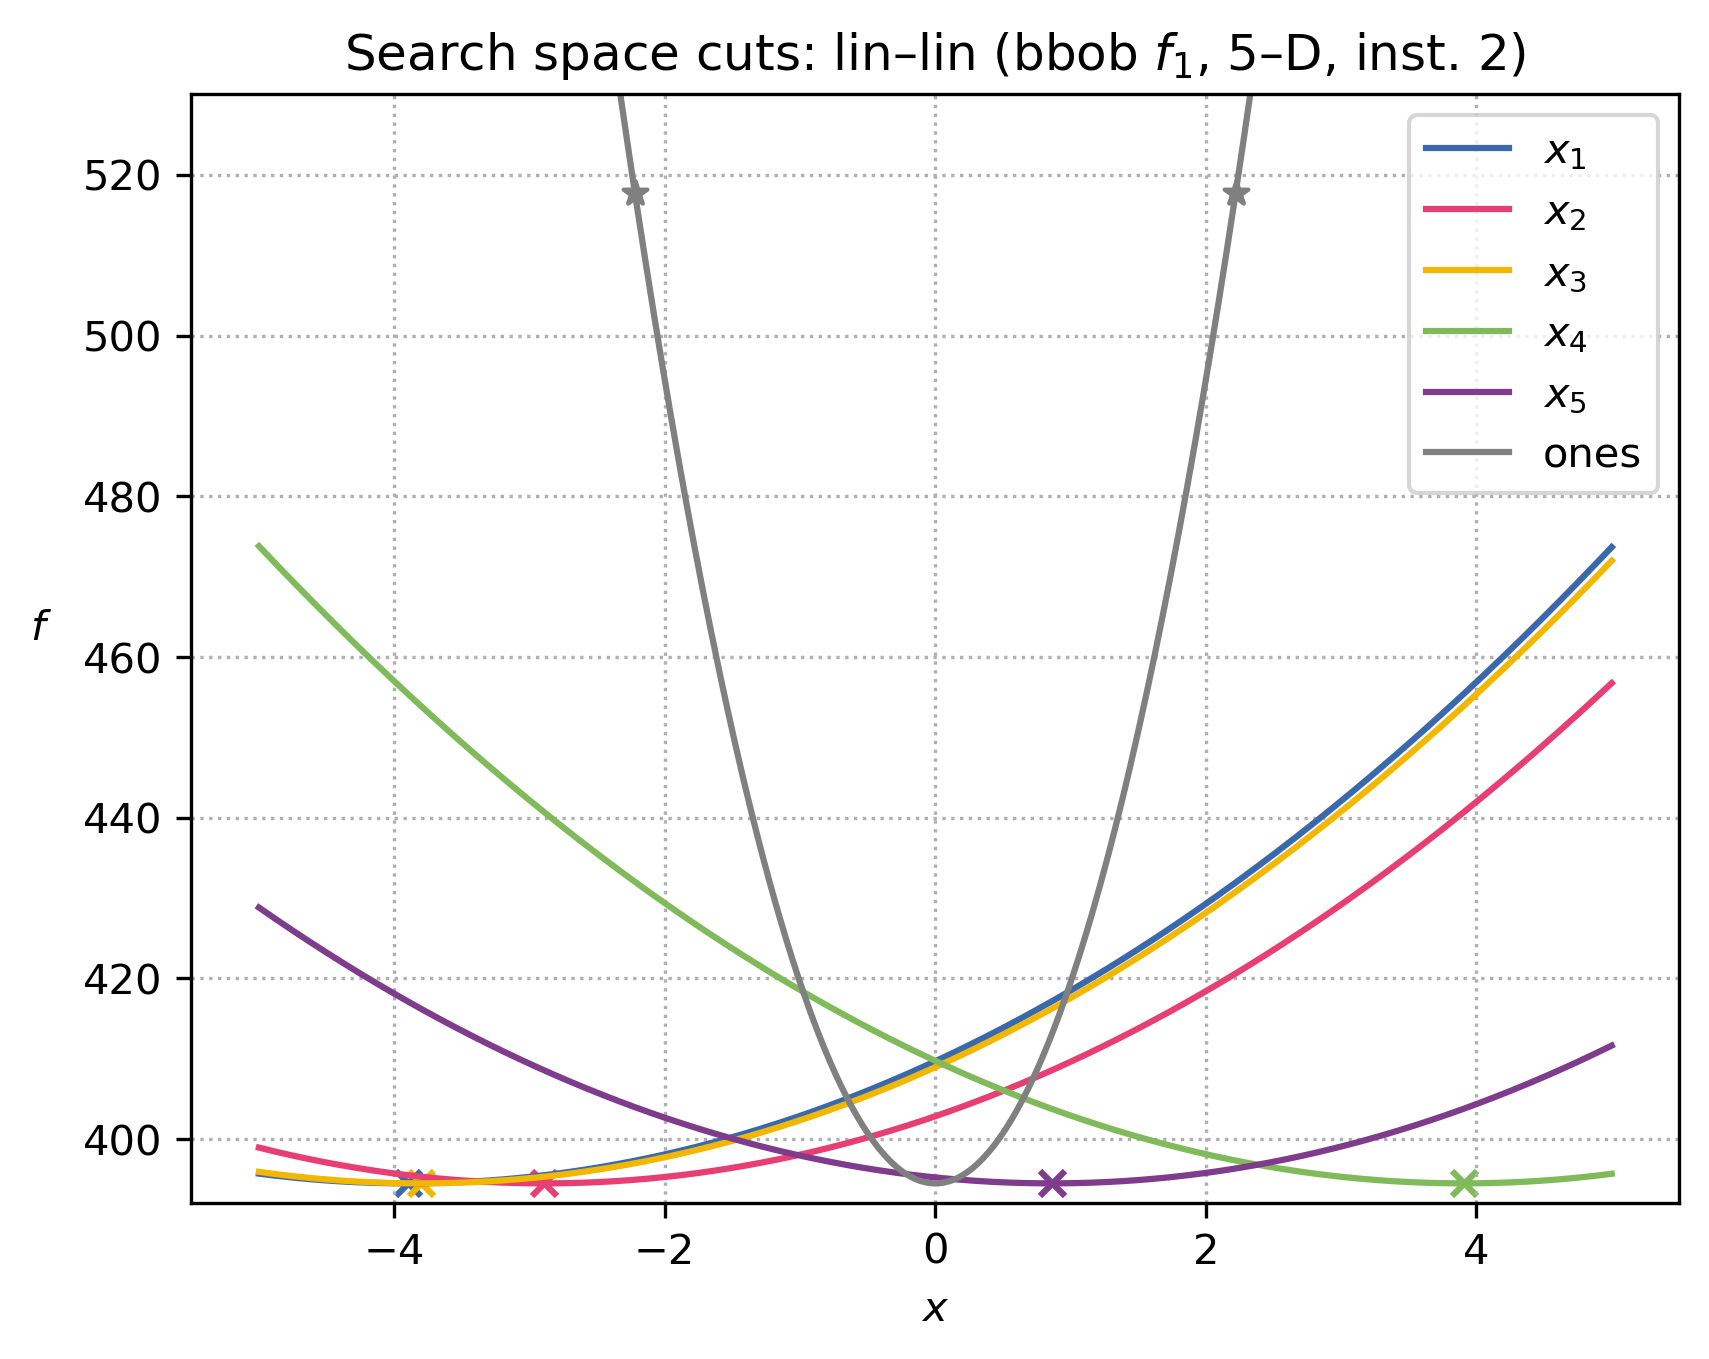 Search space cuts: lin–lin (bbob f₁, 5–D, inst. 2)
x₁
x₂
x₃
x₄
x₅
ones
520
500
480
460
440
420
400
f
−4 −2 0 2 4
x